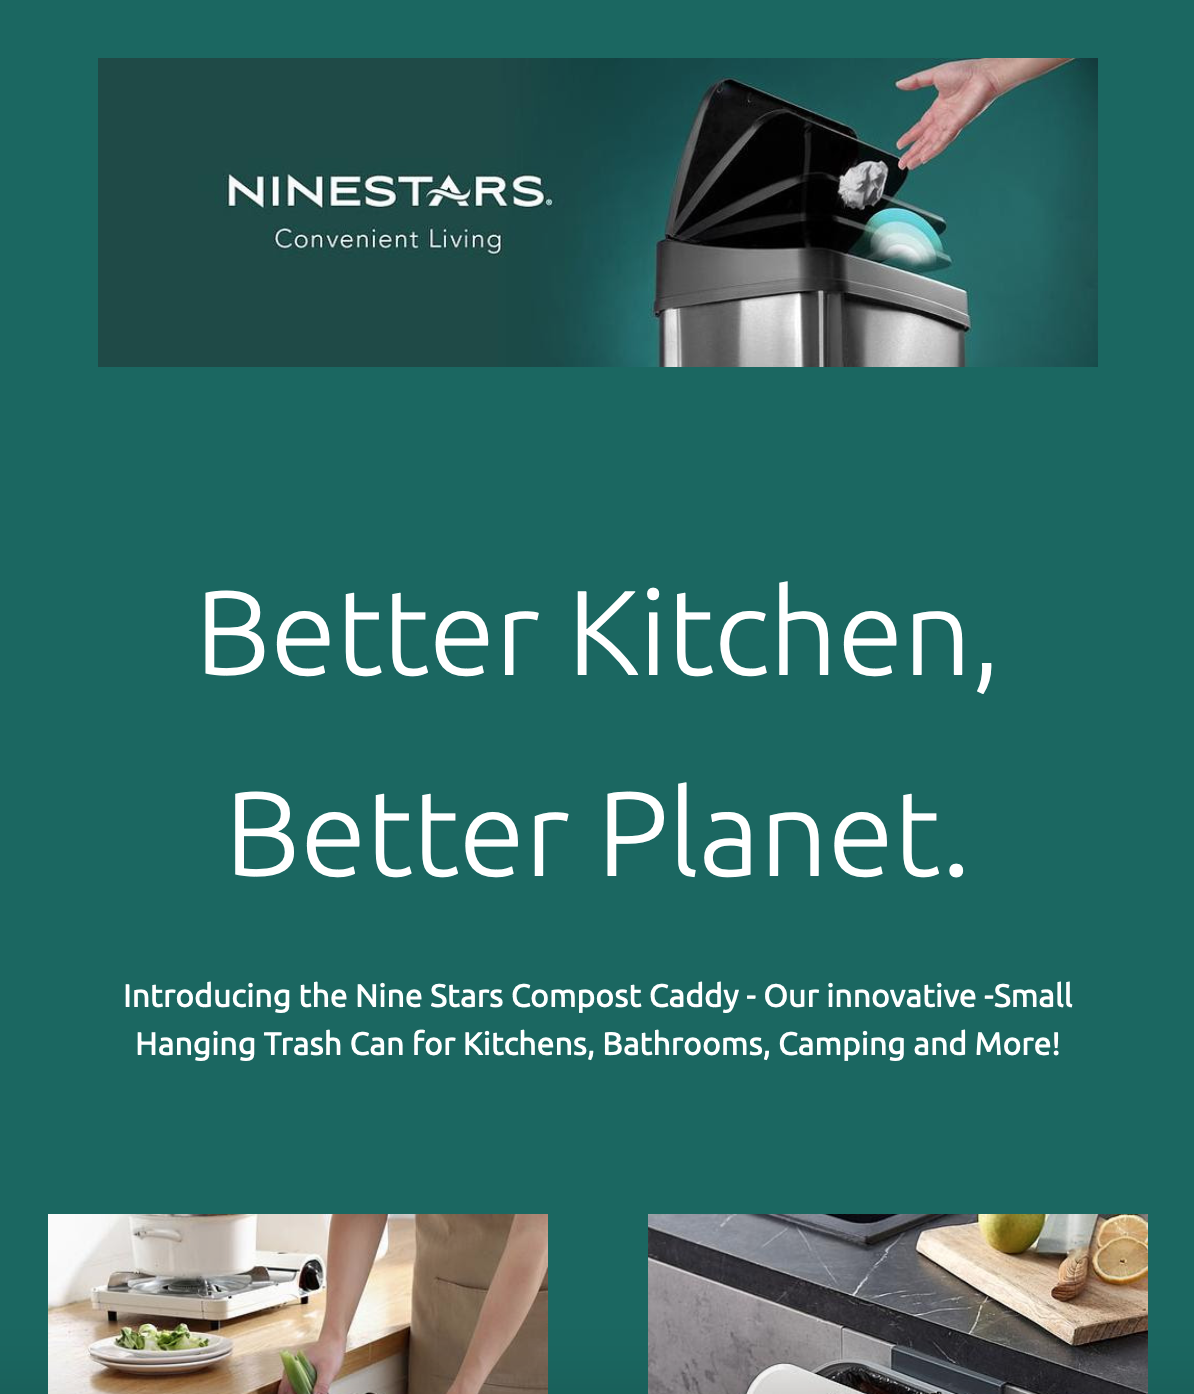 NINESTARS®
Convenient Living
Better Kitchen,
Better Planet.
Introducing the Nine Stars Compost Caddy - Our innovative -Small
Hanging Trash Can for Kitchens, Bathrooms, Camping and More!